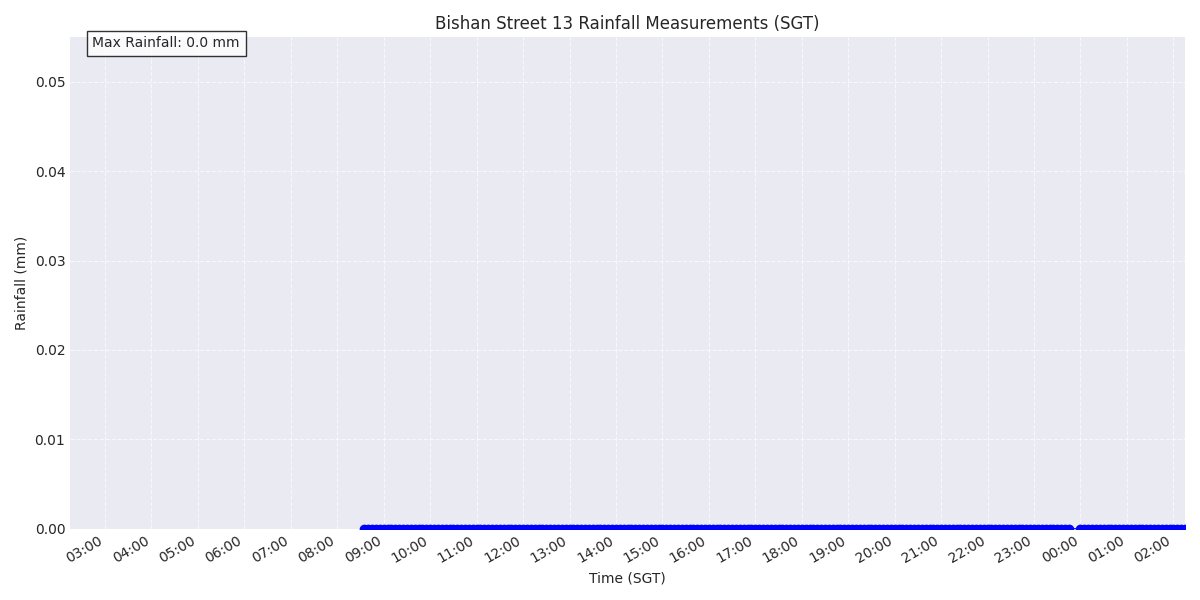 Bishan Street 13 Rainfall Measurements (SGT)
Max Rainfall: 0.0 mm
0.05
0.04
0.03
0.02
0.01
0.00
Rainfall (mm)
03:00 04:00 05:00 06:00 07:00 08:00 09:00 10:00 11:00 12:00 13:00 14:00 15:00 16:00 17:00 18:00 19:00 20:00 21:00 22:00 23:00 00:00 01:00 02:00
Time (SGT)